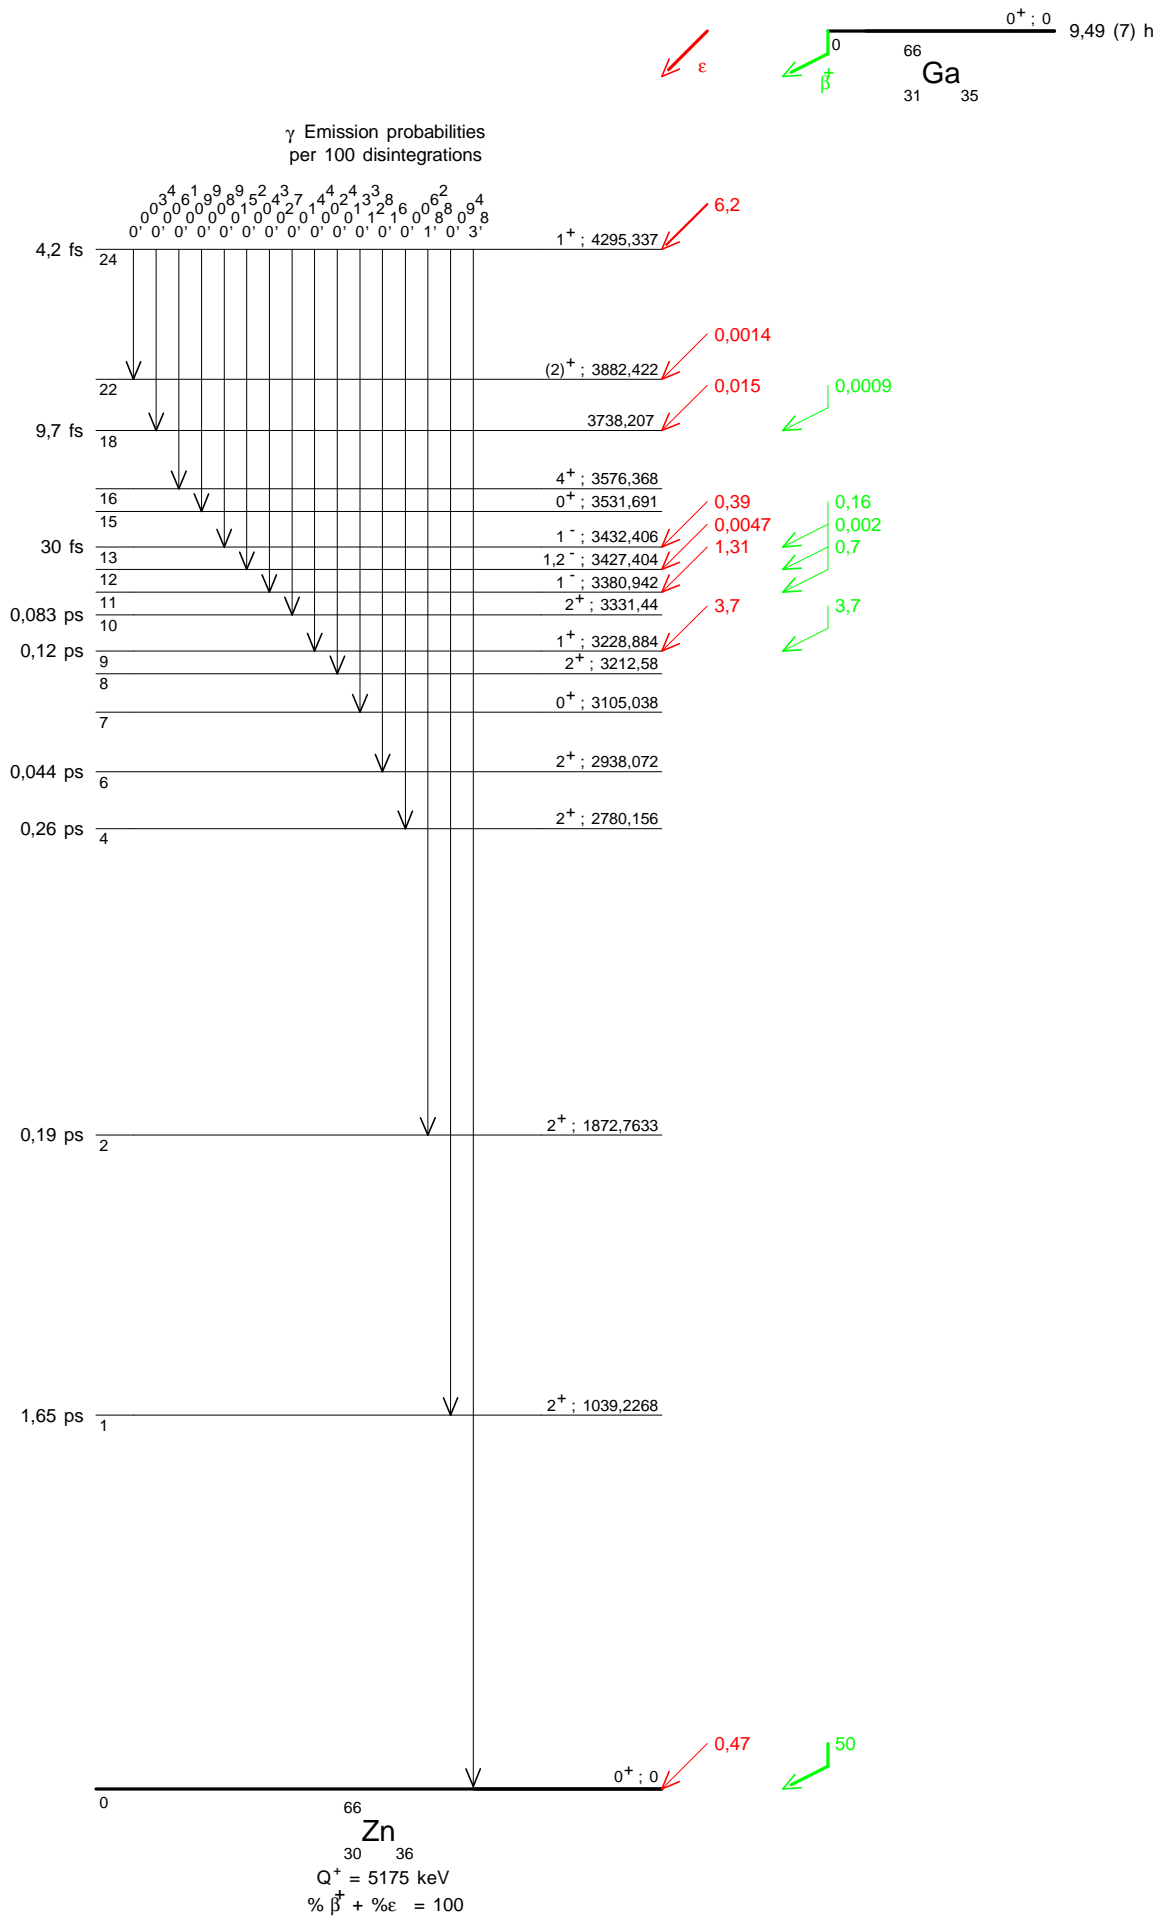 0⁺ ; 0
9,49 (7) h
0
66
Ga
31 35
ε
β⁺
γ Emission probabilities
per 100 disintegrations
6,2
4,2 fs
24
1⁺ ; 4295,337
0,0014
22
(2)⁺ ; 3882,422
0,015
0,0009
9,7 fs
18
3738,207
16
4⁺ ; 3576,368
15
0⁺ ; 3531,691
0,39
0,16
30 fs
13
1⁻ ; 3432,406
0,0047
0,002
12
1,2⁻ ; 3427,404
1,31
0,7
11
1⁻ ; 3380,942
0,083 ps
10
2⁺ ; 3331,44
3,7
3,7
0,12 ps
9
1⁺ ; 3228,884
8
2⁺ ; 3212,58
7
0⁺ ; 3105,038
0,044 ps
6
2⁺ ; 2938,072
0,26 ps
4
2⁺ ; 2780,156
0,19 ps
2
2⁺ ; 1872,7633
1,65 ps
1
2⁺ ; 1039,2268
0,47
50
0⁺ ; 0
0
66
Zn
30 36
Q⁺ = 5175 keV
% β⁺ + %ε = 100